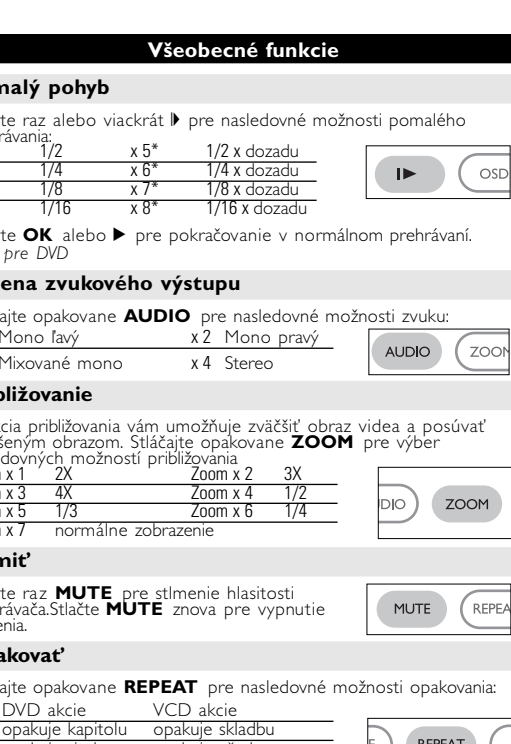 Všeobecné funkcie
malý pohyb
te raz alebo viackrát pre nasledovné možnosti pomalého
rávania:
1/2 x 5* 1/2 x dozadu
1/4 x 6* 1/4 x dozadu
1/8 x 7* 1/8 x dozadu
1/16 x 8* 1/16 x dozadu
OSD
te OK alebo ▶ pre pokračovanie v normálnom prehrávaní.
pre DVD
ena zvukového výstupu
ajte opakovane AUDIO pre nasledovné možnosti zvuku:
Mono ľavý x 2 Mono pravý
Mixované mono x 4 Stereo
AUDIO ZOOM
bližovanie
cia približovania vám umožňuje zväčšiť obraz videa a posúvať
šeným obrazom. Stláčajte opakovane ZOOM pre výber
dovných možností približovania
x 1 2X Zoom x 2 3X
x 3 4X Zoom x 4 1/2
x 5 1/3 Zoom x 6 1/4
x 7 normálne zobrazenie
DIO ZOOM
miť
te raz MUTE pre stlmenie hlasitosti
rávača.Stlačte MUTE znova pre vypnutie
enia.
MUTE REPEA
akovať
ajte opakovane REPEAT pre nasledovné možnosti opakovania:
DVD akcie VCD akcie
opakuje kapitolu opakuje skladbu
REPEAT